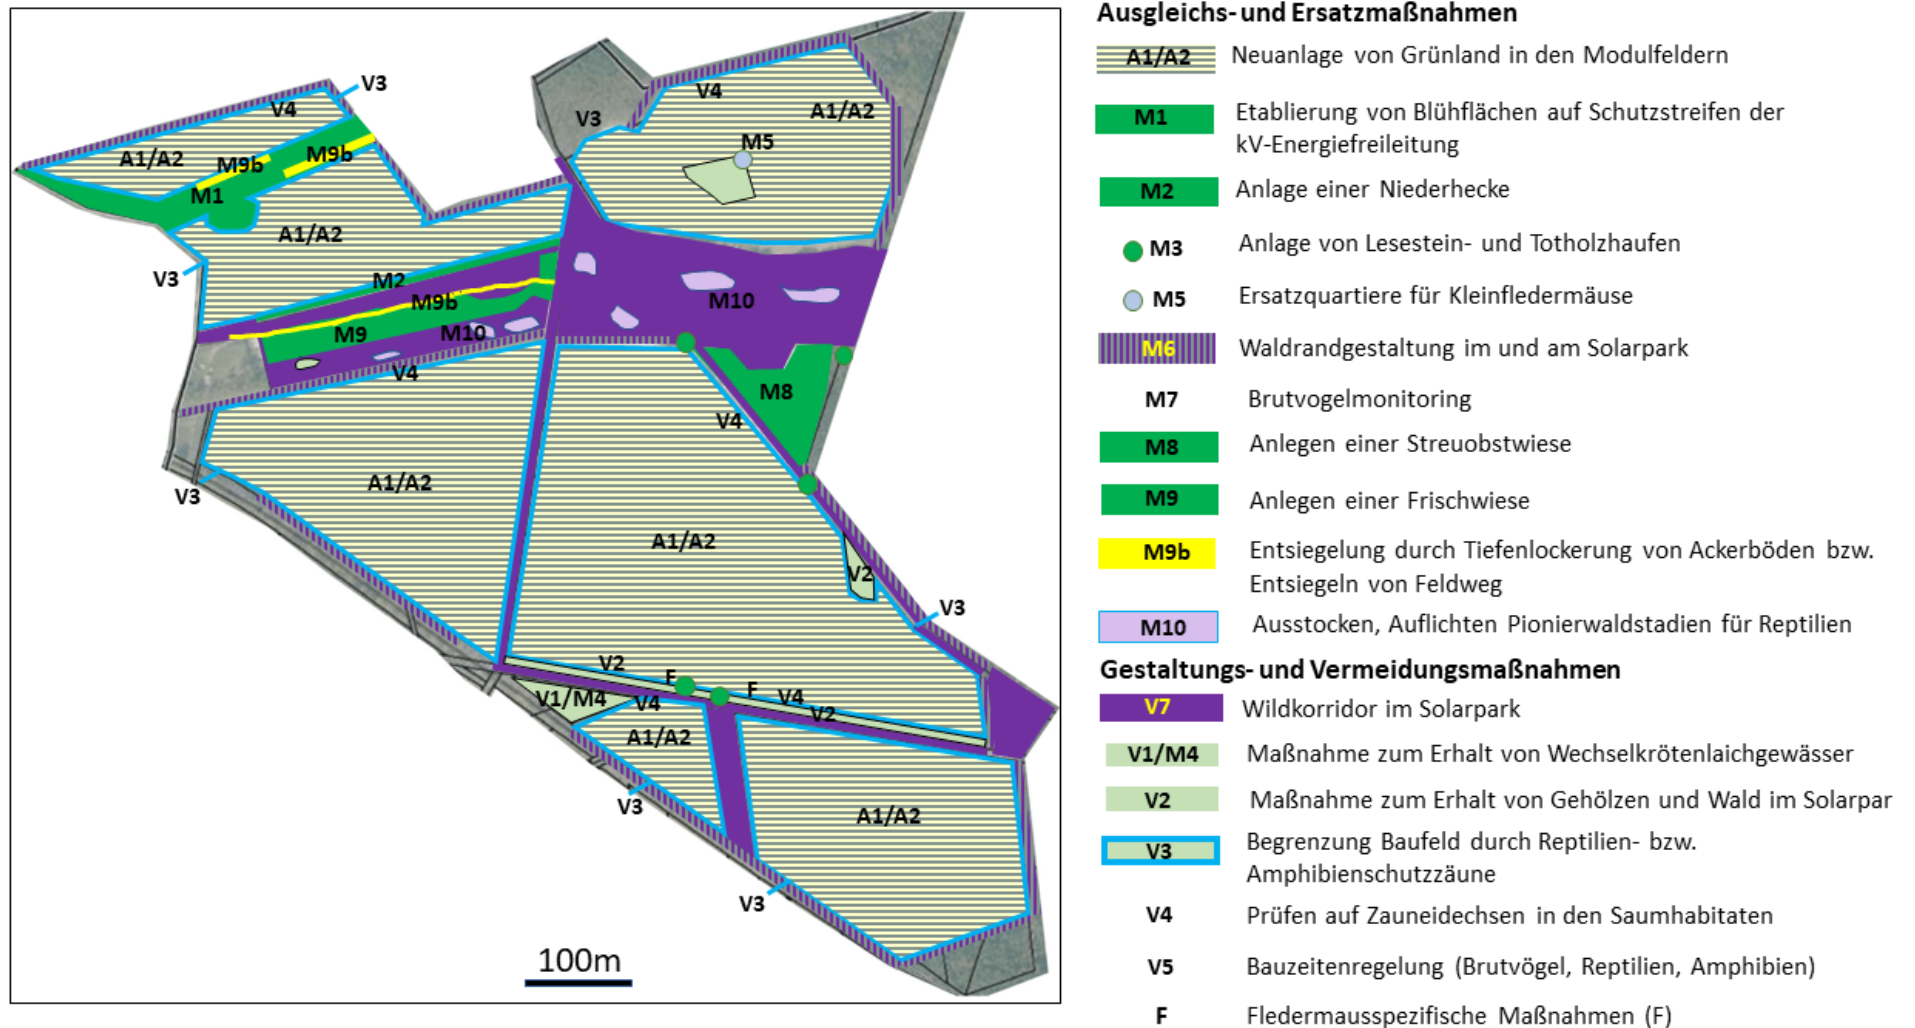 V3
V4
V3
V4
A1/A2
M5
A1/A2
M9b
M9b
M1
A1/A2
V3
M2
M9b
M10
M9
M10
V4
M8
V4
A1/A2
V3
A1/A2
V2
V3
V2
F
F
V4
V1/M4
V4
V2
A1/A2
V3
A1/A2
V3
100m
Ausgleichs- und Ersatzmaßnahmen
A1/A2 Neuanlage von Grünland in den Modulfeldern
M1 Etablierung von Blühflächen auf Schutzstreifen der
kV-Energiefreileitung
M2 Anlage einer Niederhecke
M3 Anlage von Lesestein- und Totholzhaufen
M5 Ersatzquartiere für Kleinfledermäuse
M6 Waldrandgestaltung im und am Solarpark
M7 Brutvogelmonitoring
M8 Anlegen einer Streuobstwiese
M9 Anlegen einer Frischwiese
M9b Entsiegelung durch Tiefenlockerung von Ackerböden bzw.
Entsiegeln von Feldweg
M10 Ausstocken, Auflichten Pionierwaldstadien für Reptilien
Gestaltungs- und Vermeidungsmaßnahmen
V7 Wildkorridor im Solarpark
V1/M4 Maßnahme zum Erhalt von Wechselkrötenlaichgewässer
V2 Maßnahme zum Erhalt von Gehölzen und Wald im Solarpar
V3 Begrenzung Baufeld durch Reptilien- bzw.
Amphibienschutzzäune
V4 Prüfen auf Zauneidechsen in den Saumhabitaten
V5 Bauzeitenregelung (Brutvögel, Reptilien, Amphibien)
F Fledermausspezifische Maßnahmen (F)